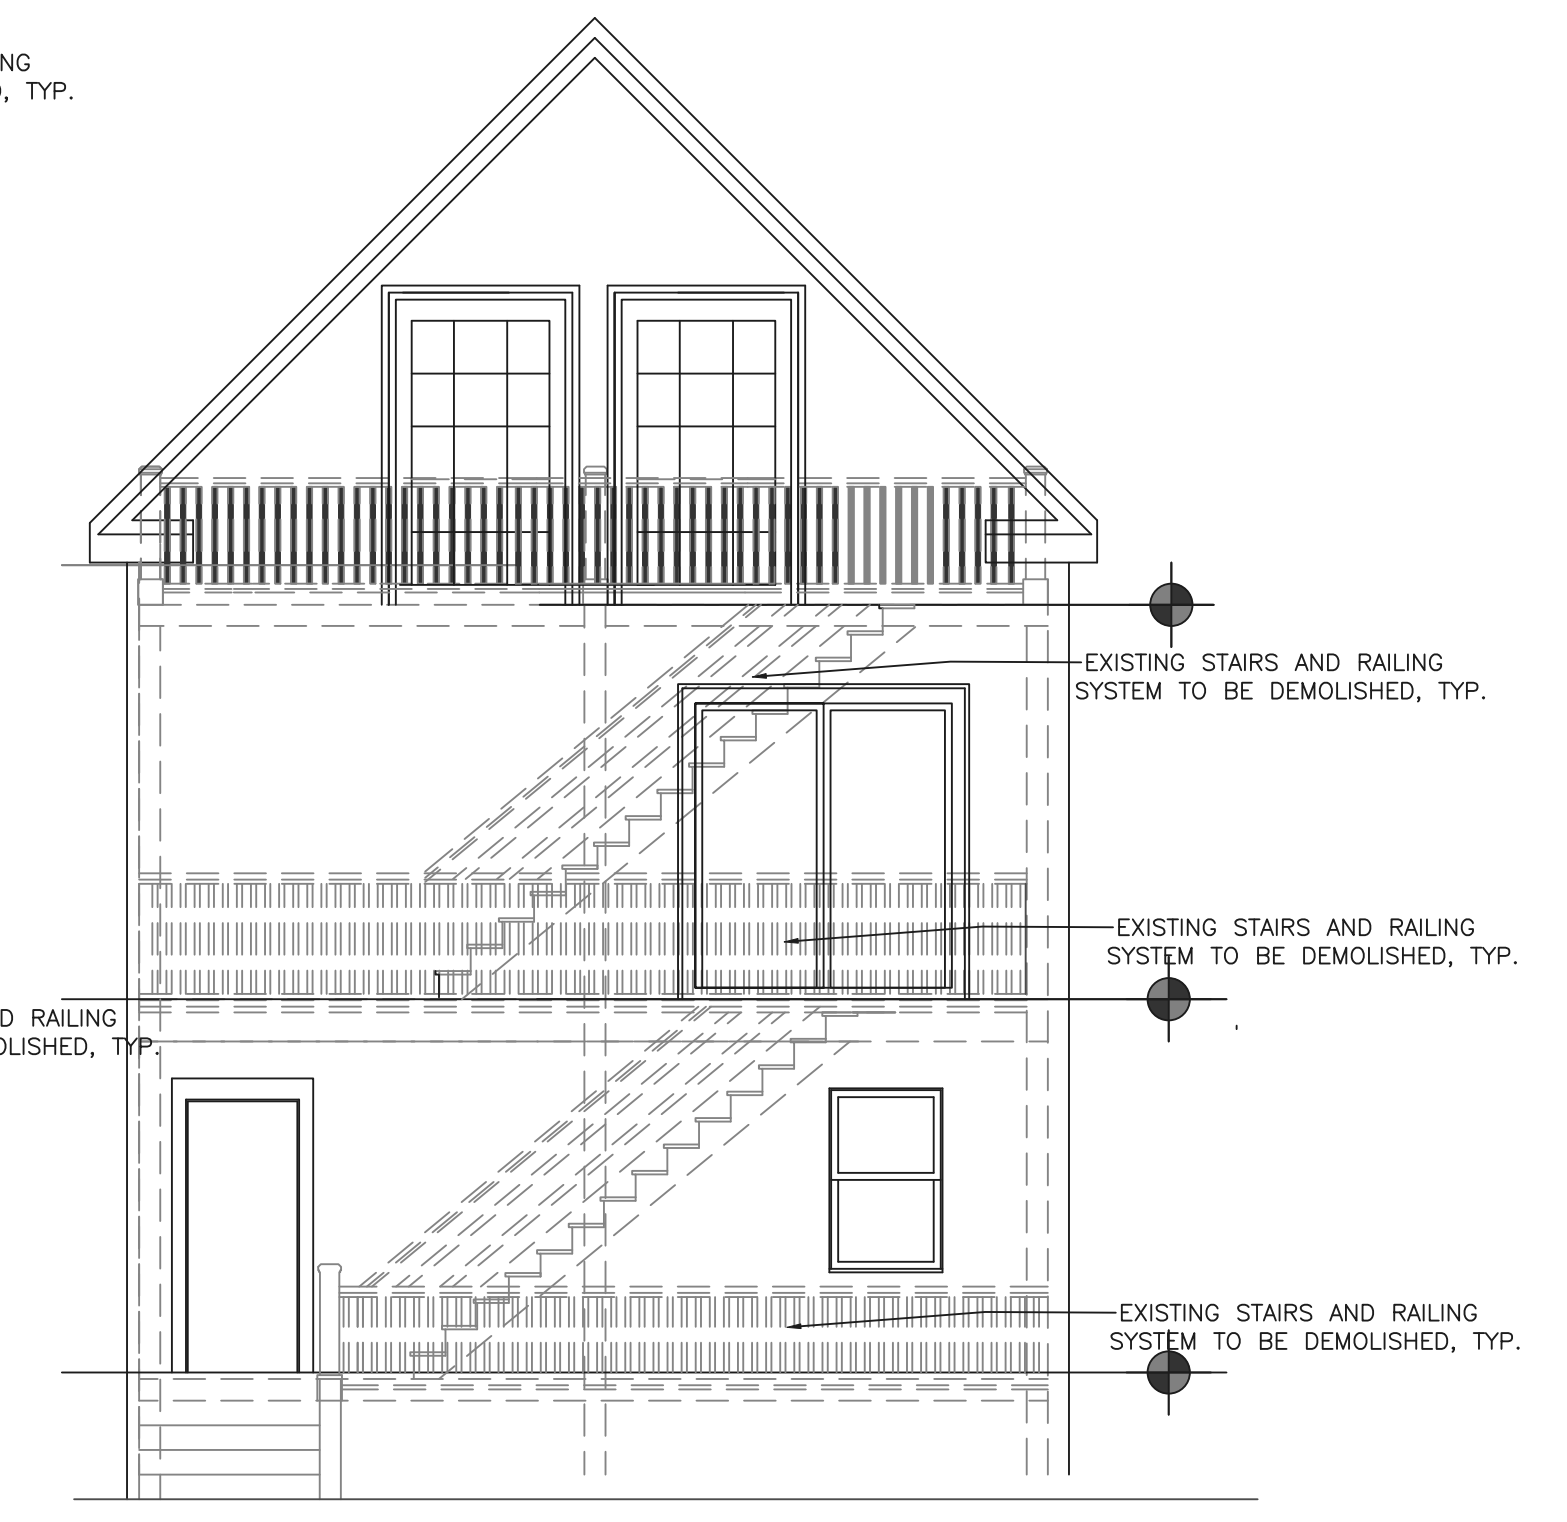 NG
, TYP.
EXISTING STAIRS AND RAILING
SYSTEM TO BE DEMOLISHED, TYP.
EXISTING STAIRS AND RAILING
SYSTEM TO BE DEMOLISHED, TYP.
D RAILING
OLISHED, TYP.
EXISTING STAIRS AND RAILING
SYSTEM TO BE DEMOLISHED, TYP.